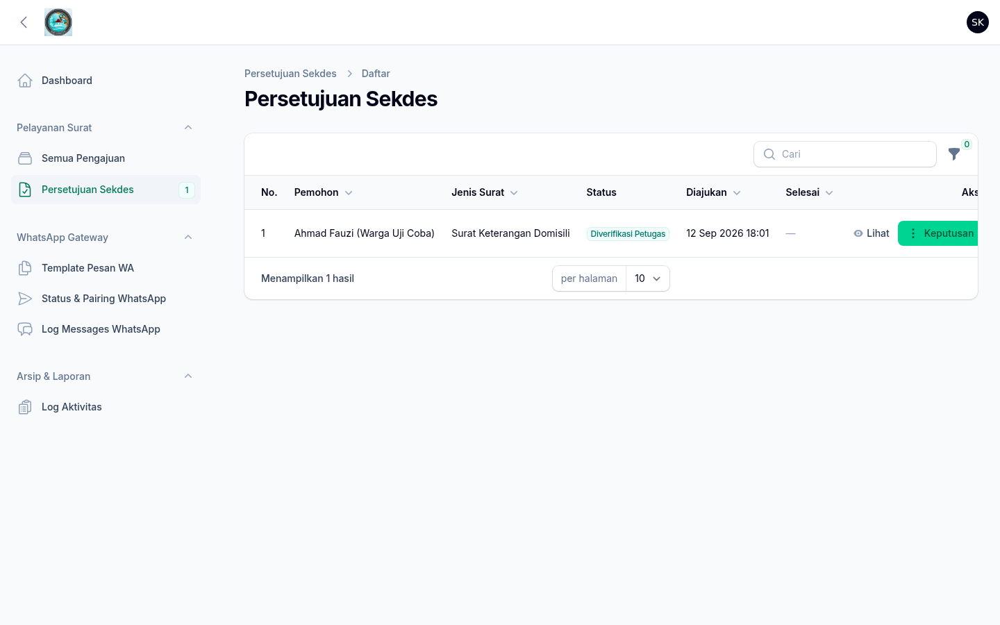 SK
Dashboard
Pelayanan Surat
Semua Pengajuan
Persetujuan Sekdes 1
WhatsApp Gateway
Template Pesan WA
Status & Pairing WhatsApp
Log Messages WhatsApp
Arsip & Laporan
Log Aktivitas
Persetujuan Sekdes > Daftar
Persetujuan Sekdes
Cari 0
No. Pemohon Jenis Surat Status Diajukan Selesai Aks
1 Ahmad Fauzi (Warga Uji Coba) Surat Keterangan Domisili Diverifikasi Petugas 12 Sep 2026 18:01 — Lihat Keputusan
Menampilkan 1 hasil per halaman 10